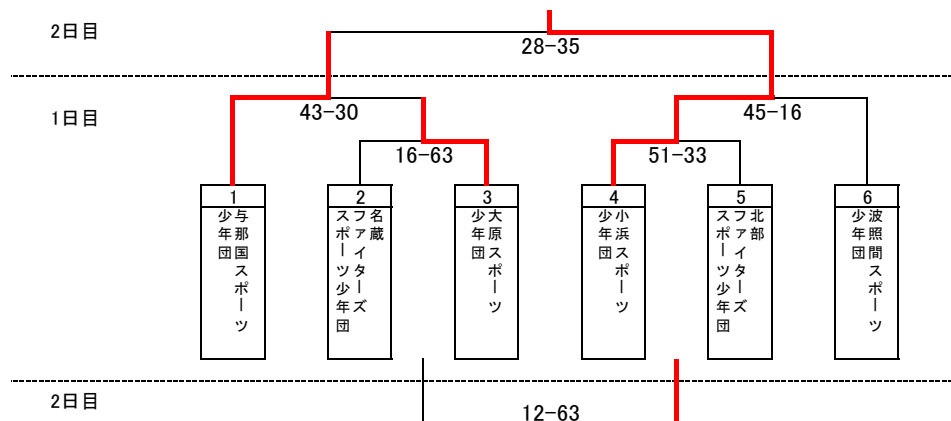 2日目
28-35
1日目
43-30
45-16
16-63
51-33
1
2
3
4
5
6
与那国スポーツ
少年団
名蔵
ファイターズ
スポーツ少年団
大原スポーツ
少年団
小浜スポーツ
少年団
北部
ファイターズ
スポーツ少年団
波照間スポーツ
少年団
2日目
12-63